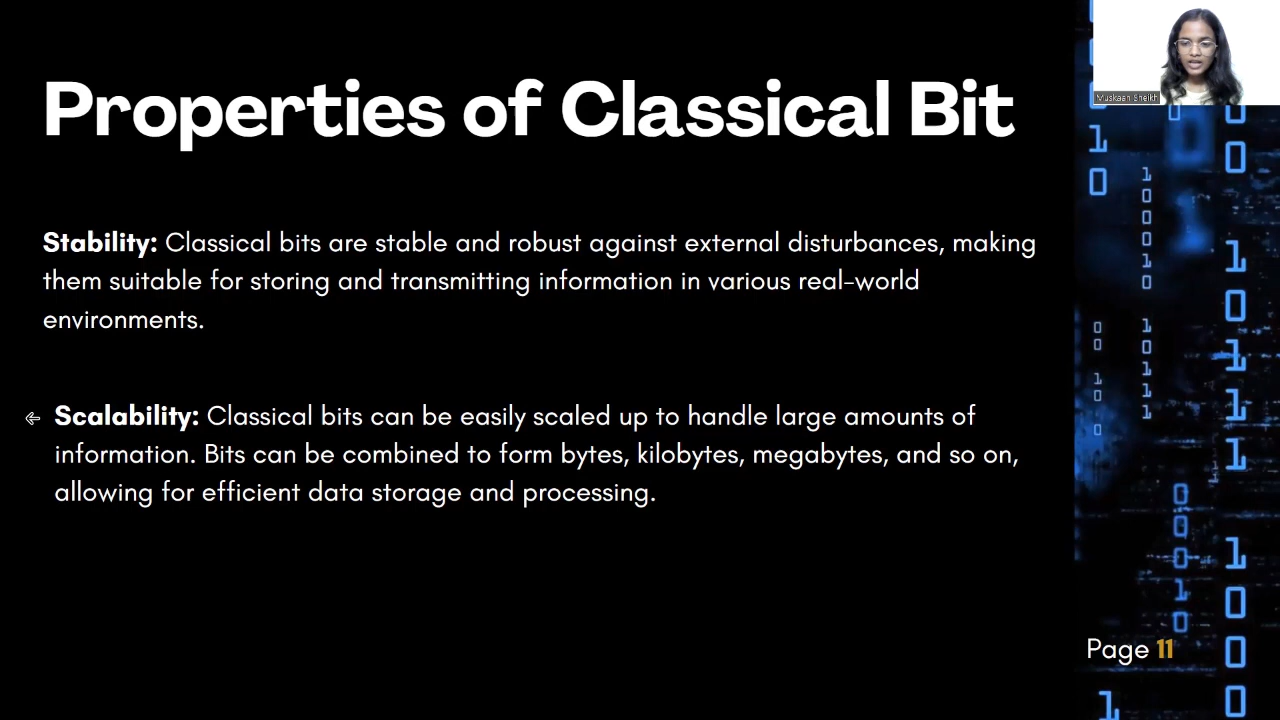 Properties of Classical Bit
Muskaan Sheikh
Stability: Classical bits are stable and robust against external disturbances, making
them suitable for storing and transmitting information in various real-world
environments.
Scalability: Classical bits can be easily scaled up to handle large amounts of
information. Bits can be combined to form bytes, kilobytes, megabytes, and so on,
allowing for efficient data storage and processing.
Page 11